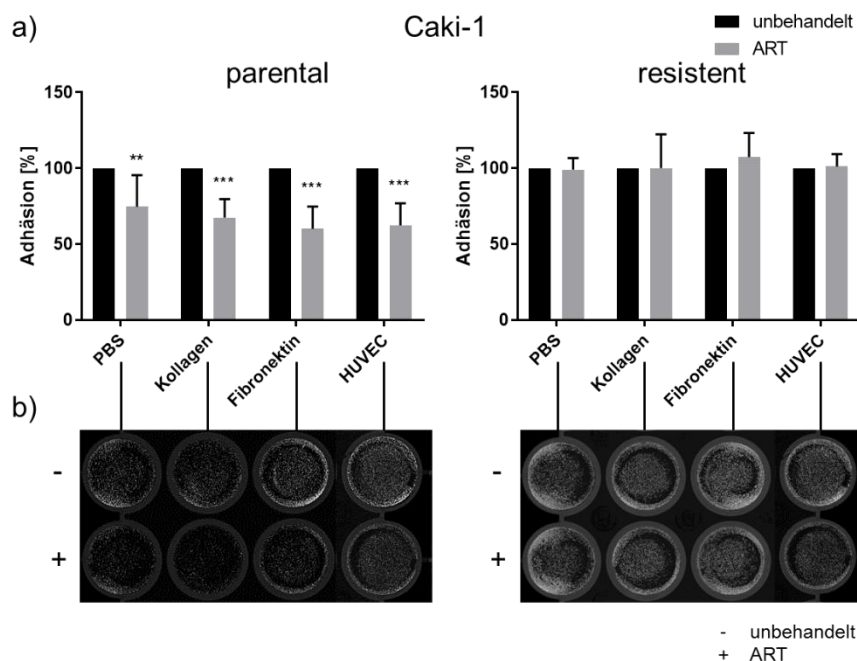 a)
Caki-1
unbehandelt
ART
parental
resistent
150
100
50
0
Adhäsion [%]
**
***
***
***
PBS
Kollagen
Fibronektin
HUVEC
150
100
50
0
Adhäsion [%]
PBS
Kollagen
Fibronektin
HUVEC
b)
-
+
-
+
- unbehandelt
+ ART